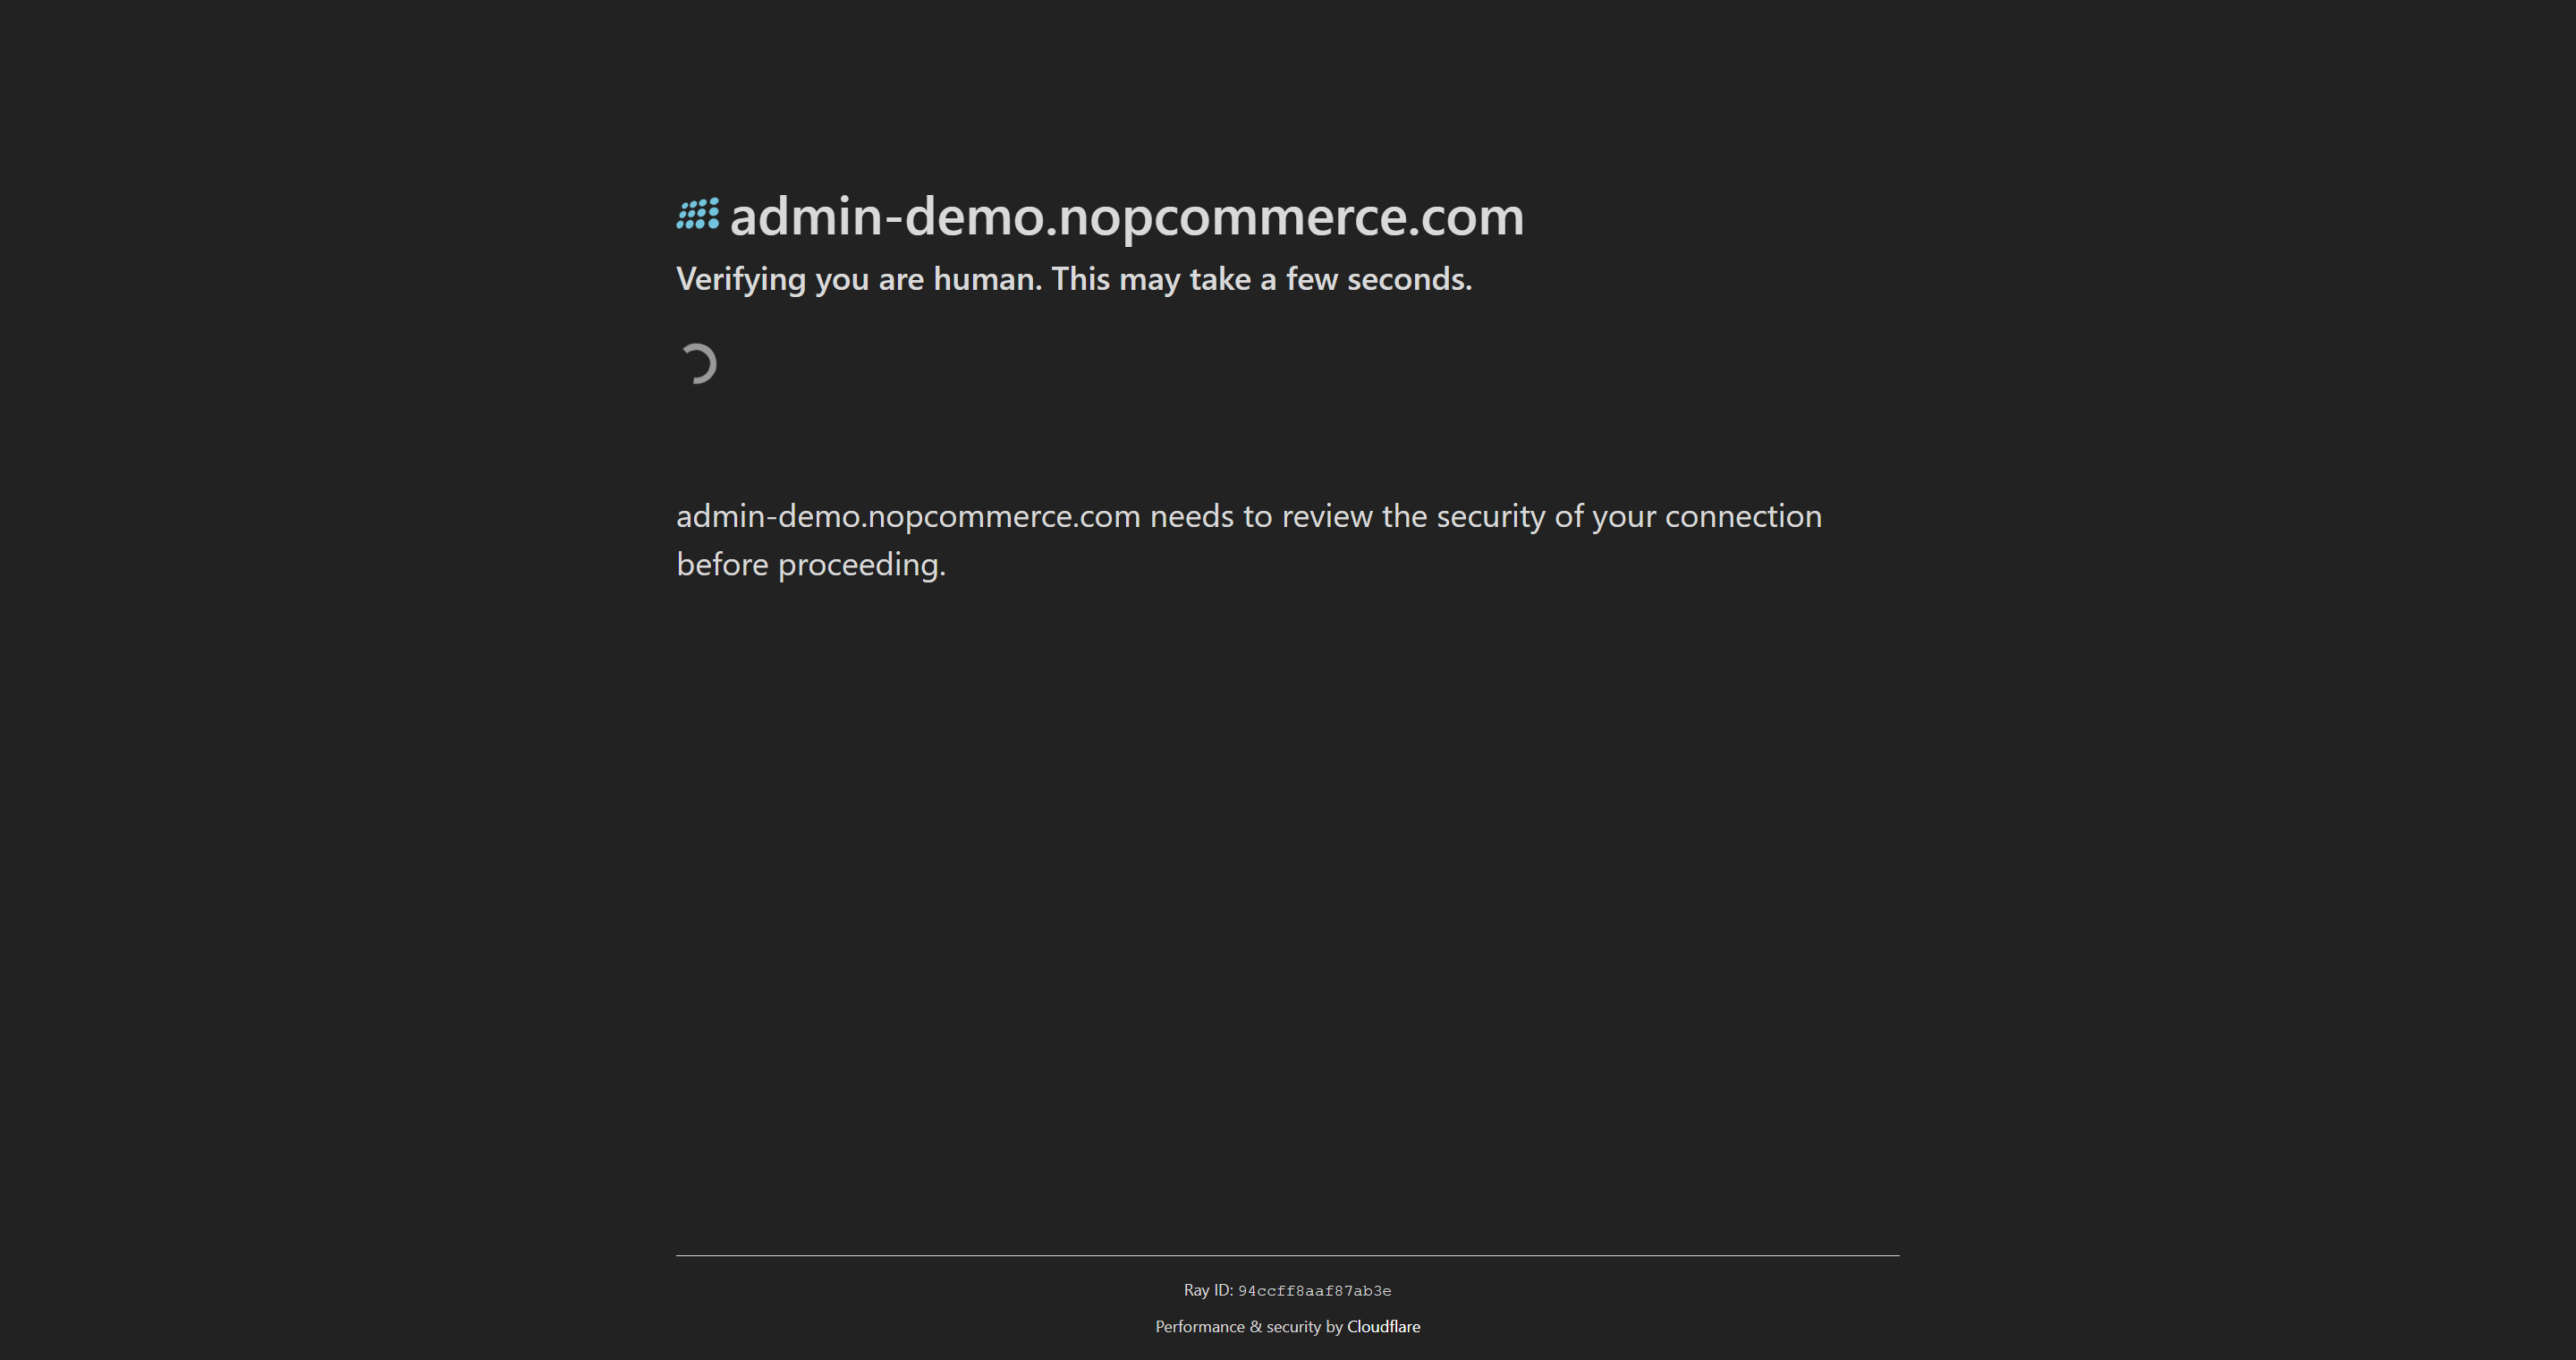 admin-demo.nopcommerce.com
Verifying you are human. This may take a few seconds.
admin-demo.nopcommerce.com needs to review the security of your connection
before proceeding.
Ray ID: 94ccff8aaf87ab3e
Performance & security by Cloudflare